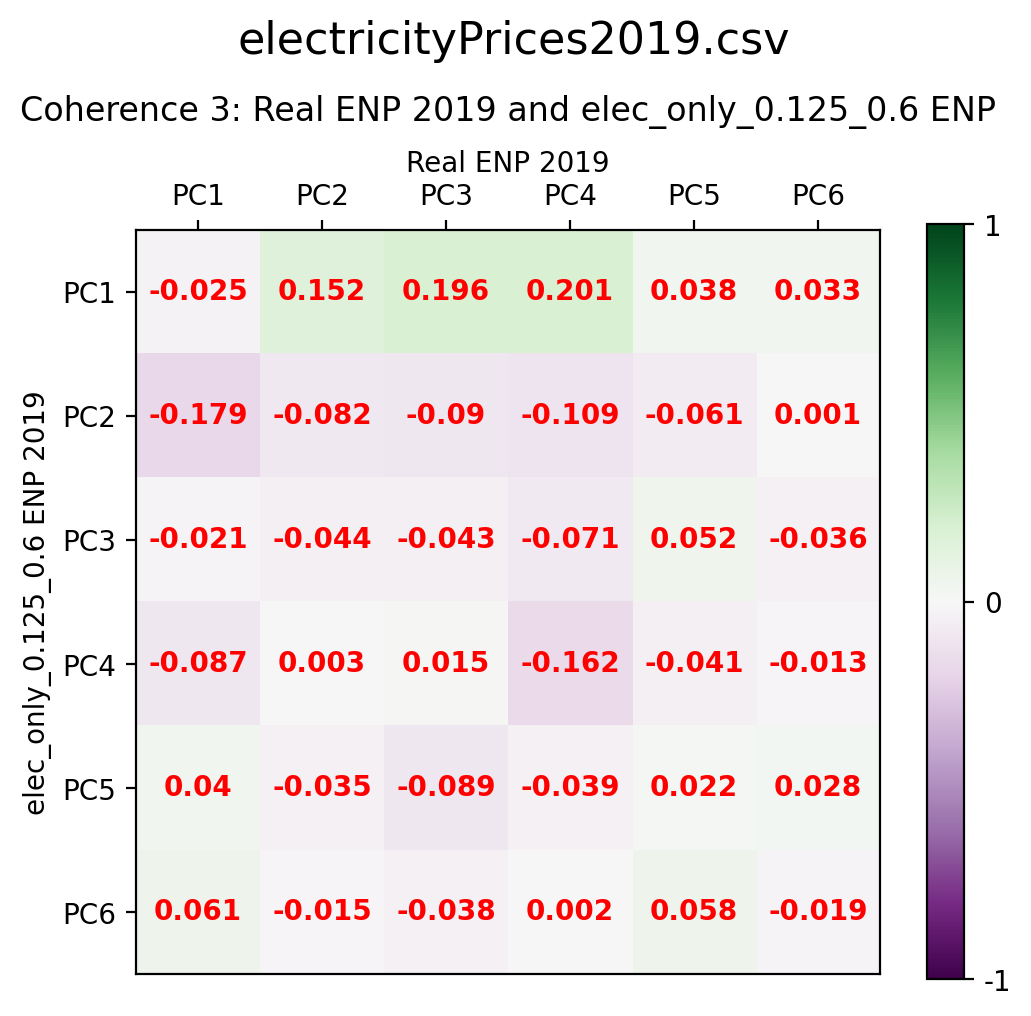 electricityPrices2019.csv
Coherence 3: Real ENP 2019 and elec_only_0.125_0.6 ENP
Real ENP 2019
PC1 PC2 PC3 PC4 PC5 PC6
elec_only_0.125_0.6 ENP 2019
PC1 -0.025 0.152 0.196 0.201 0.038 0.033
PC2 -0.179 -0.082 -0.09 -0.109 -0.061 0.001
PC3 -0.021 -0.044 -0.043 -0.071 0.052 -0.036
PC4 -0.087 0.003 0.015 -0.162 -0.041 -0.013
PC5 0.04 -0.035 -0.089 -0.039 0.022 0.028
PC6 0.061 -0.015 -0.038 0.002 0.058 -0.019
1
0
-1